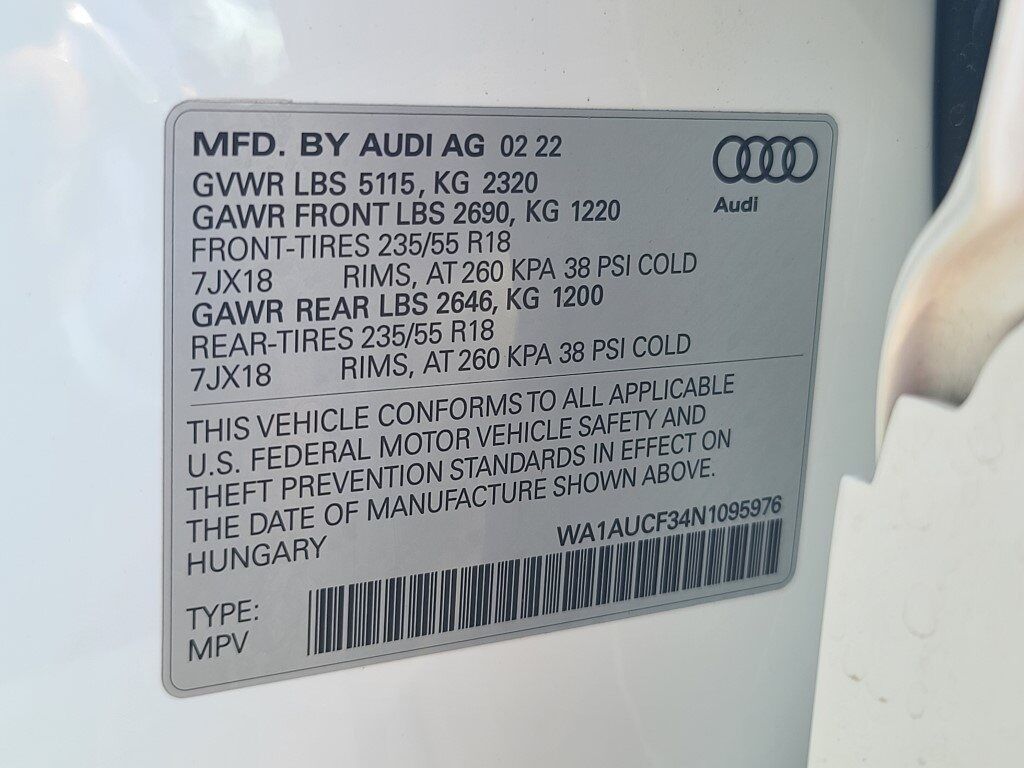 MFD. BY AUDI AG 02 22
Audi
GVWR LBS 5115, KG 2320
GAWR FRONT LBS 2690, KG 1220
FRONT-TIRES 235/55 R18
7JX18 RIMS, AT 260 KPA 38 PSI COLD
GAWR REAR LBS 2646, KG 1200
REAR-TIRES 235/55 R18
7JX18 RIMS, AT 260 KPA 38 PSI COLD
THIS VEHICLE CONFORMS TO ALL APPLICABLE
U.S. FEDERAL MOTOR VEHICLE SAFETY AND
THEFT PREVENTION STANDARDS IN EFFECT ON
THE DATE OF MANUFACTURE SHOWN ABOVE.
HUNGARY
WA1AUCF34N1095976
TYPE:
MPV